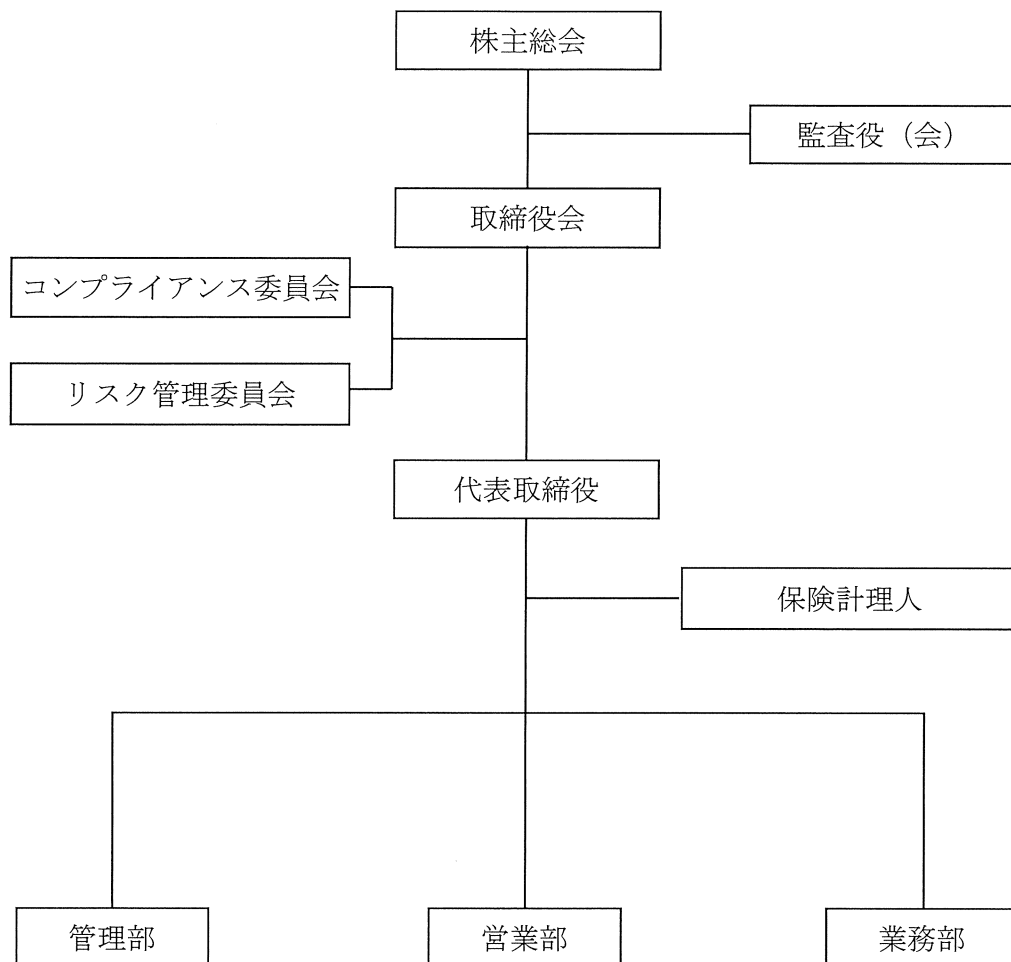 株主総会
監査役（会）
取締役会
コンプライアンス委員会
リスク管理委員会
代表取締役
保険計理人
管理部
営業部
業務部